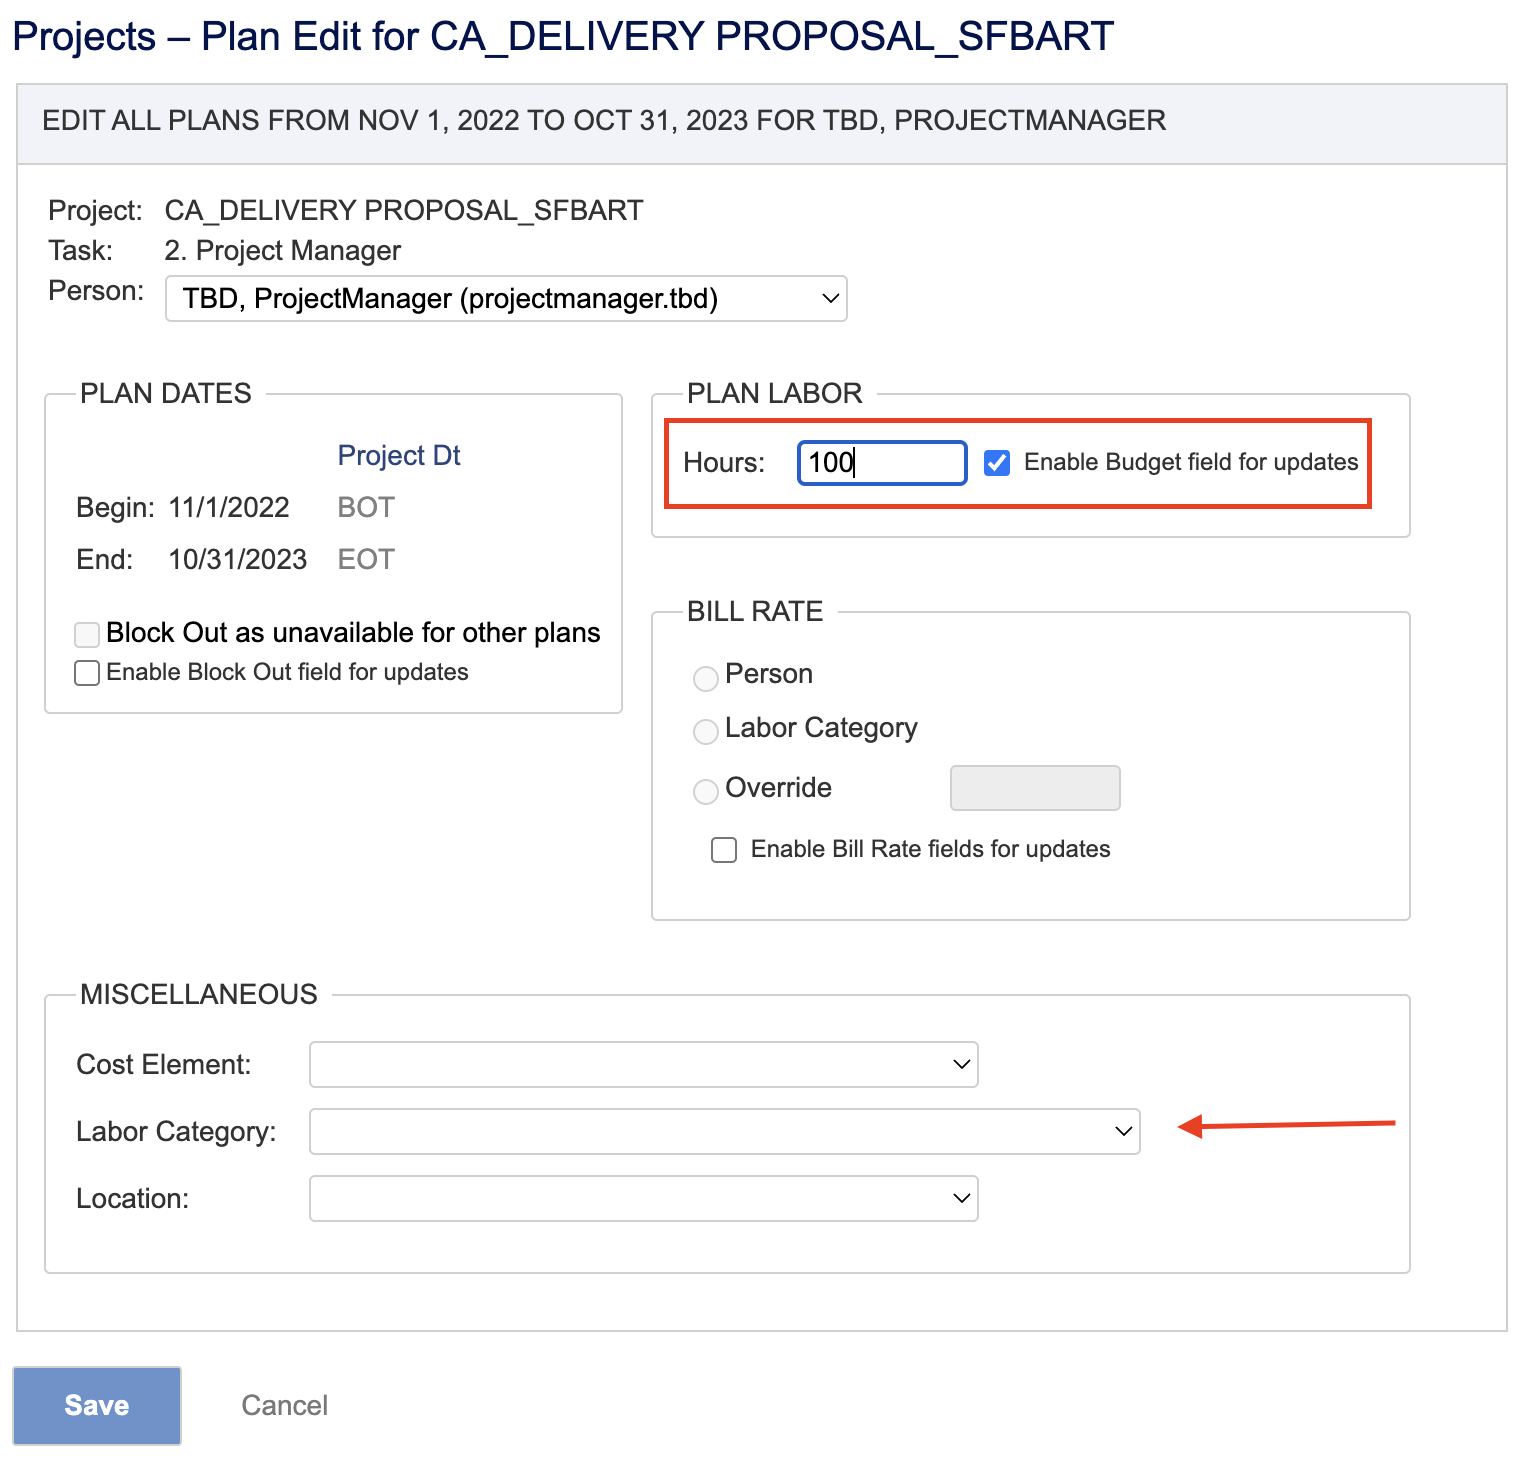 Projects – Plan Edit for CA_DELIVERY PROPOSAL_SFBART
EDIT ALL PLANS FROM NOV 1, 2022 TO OCT 31, 2023 FOR TBD, PROJECTMANAGER
Project: CA_DELIVERY PROPOSAL_SFBART
Task: 2. Project Manager
Person: TBD, ProjectManager (projectmanager.tbd)
PLAN DATES
Project Dt
Begin: 11/1/2022 BOT
End: 10/31/2023 EOT
Block Out as unavailable for other plans
Enable Block Out field for updates
PLAN LABOR
Hours: 100 Enable Budget field for updates
BILL RATE
Person
Labor Category
Override
Enable Bill Rate fields for updates
MISCELLANEOUS
Cost Element:
Labor Category:
Location:
Save Cancel